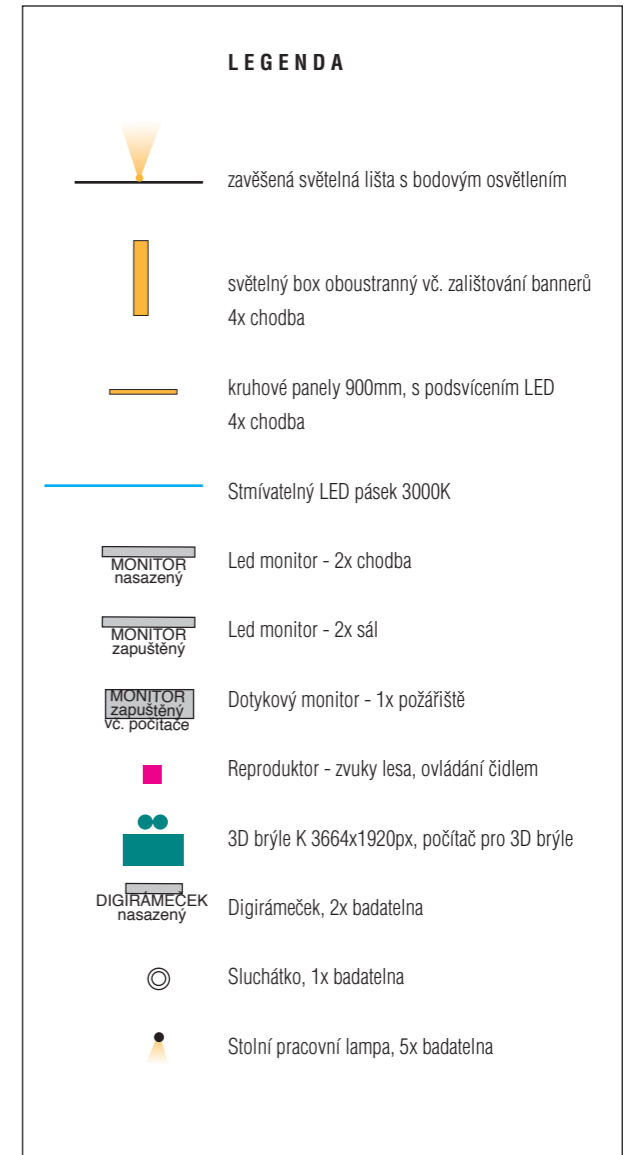 LEGENDA
zavěšená světelná lišta s bodovým osvětlením
světelný box oboustranný vč. zalištování bannerů
4x chodba
kruhové panely 900mm, s podsvícením LED
4x chodba
Stmívatelný LED pásek 3000K
MONITOR
nasazený
Led monitor - 2x chodba
MONITOR
zapuštěný
Led monitor - 2x sál
MONITOR
zapuštěný
vč. počítače
Dotykový monitor - 1x požářiště
Reproduktor - zvuky lesa, ovládání čidlem
3D brýle K 3664x1920px, počítač pro 3D brýle
DIGIRÁMEČEK
nasazený
Digirámeček, 2x badatelna
Sluchátko, 1x badatelna
Stolní pracovní lampa, 5x badatelna